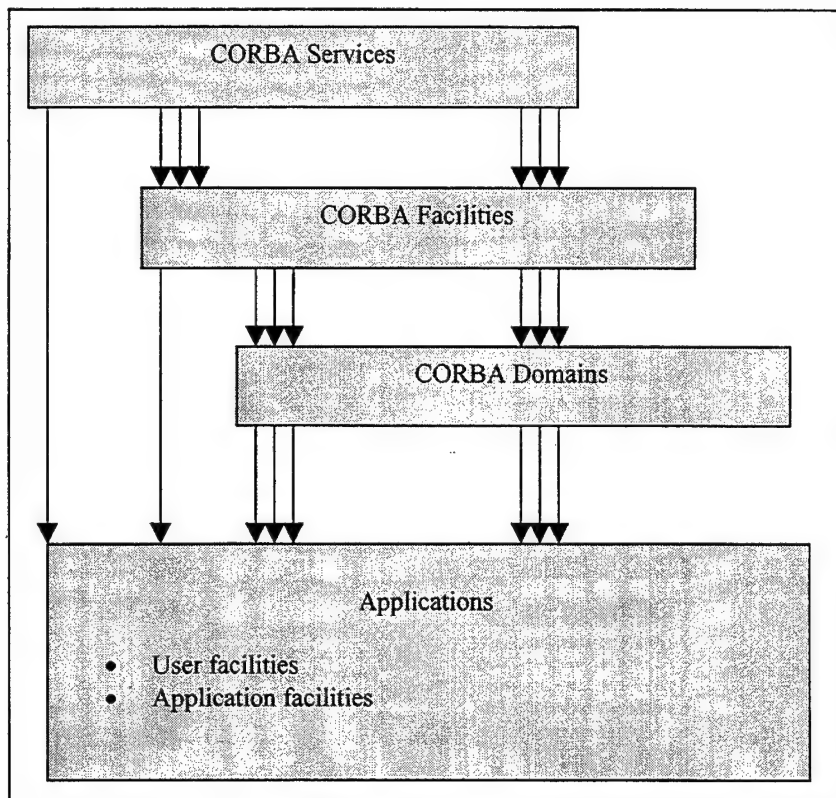 CORBA Services
CORBA Facilities
CORBA Domains
Applications
• User facilities
• Application facilities